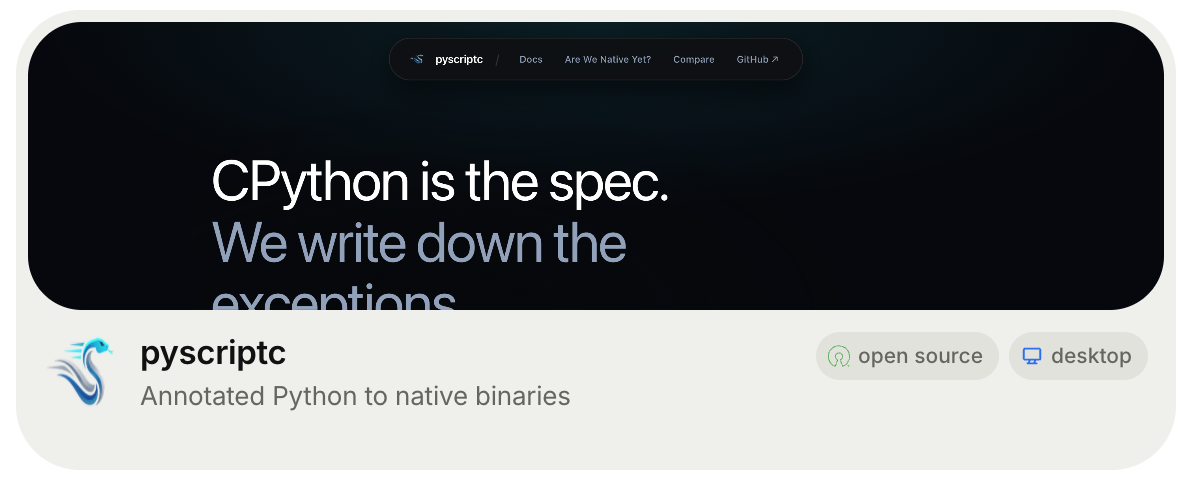 pyscriptc / Docs Are We Native Yet? Compare GitHub ↗
CPython is the spec.
We write down the
exceptions
pyscriptc
Annotated Python to native binaries
open source
desktop